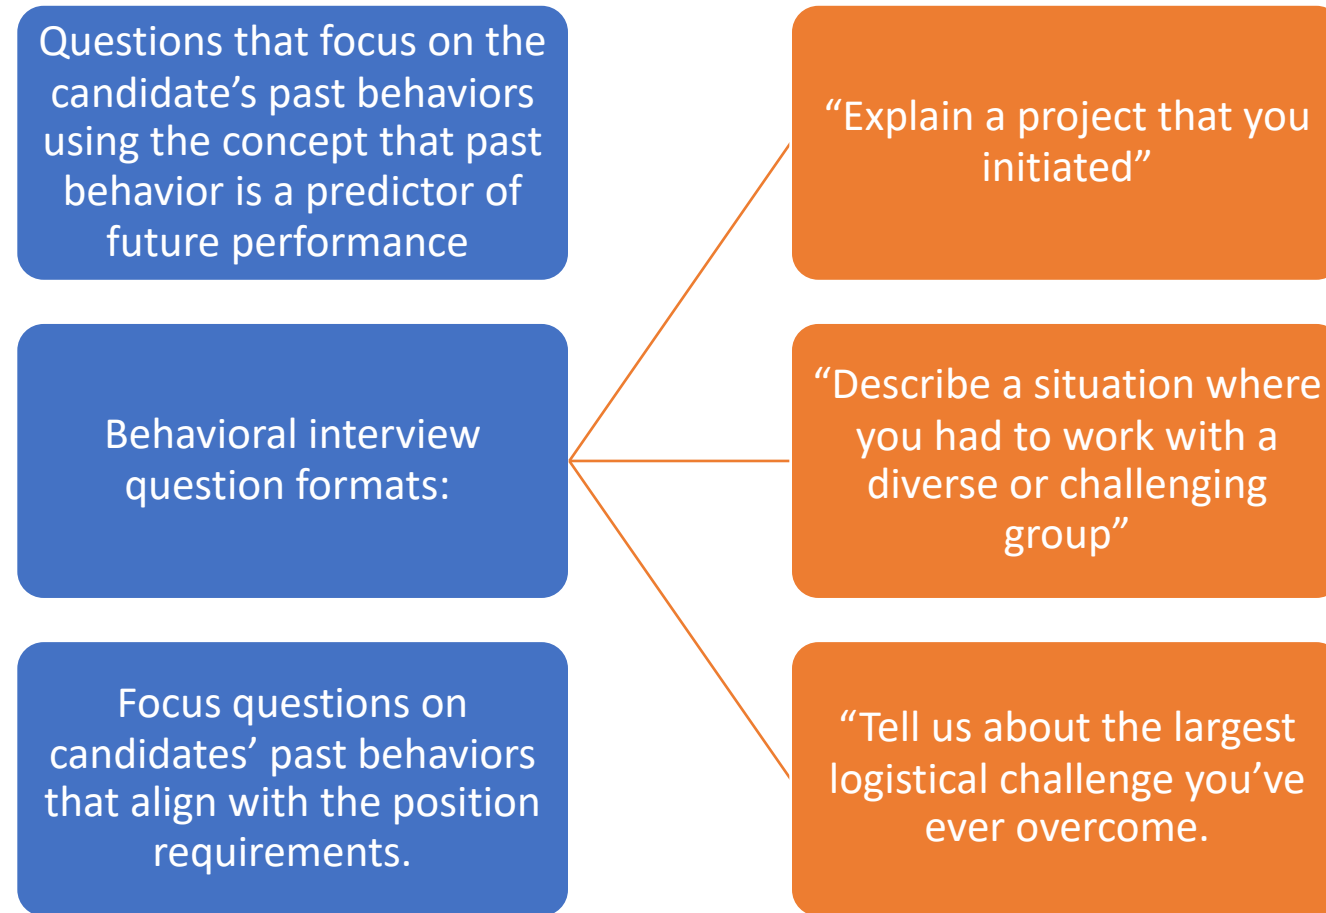 Questions that focus on the
candidate’s past behaviors
using the concept that past
behavior is a predictor of
future performance
Behavioral interview
question formats:
Focus questions on
candidates’ past behaviors
that align with the position
requirements.
“Explain a project that you
initiated”
“Describe a situation where
you had to work with a
diverse or challenging
group”
“Tell us about the largest
logistical challenge you’ve
ever overcome.